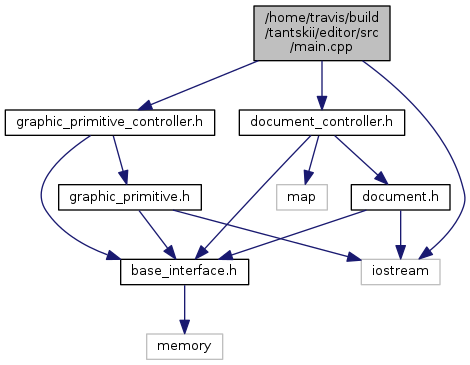 /home/travis/build
/tantskii/editor/src
/main.cpp
graphic_primitive_controller.h
document_controller.h
graphic_primitive.h
map
document.h
base_interface.h
iostream
memory